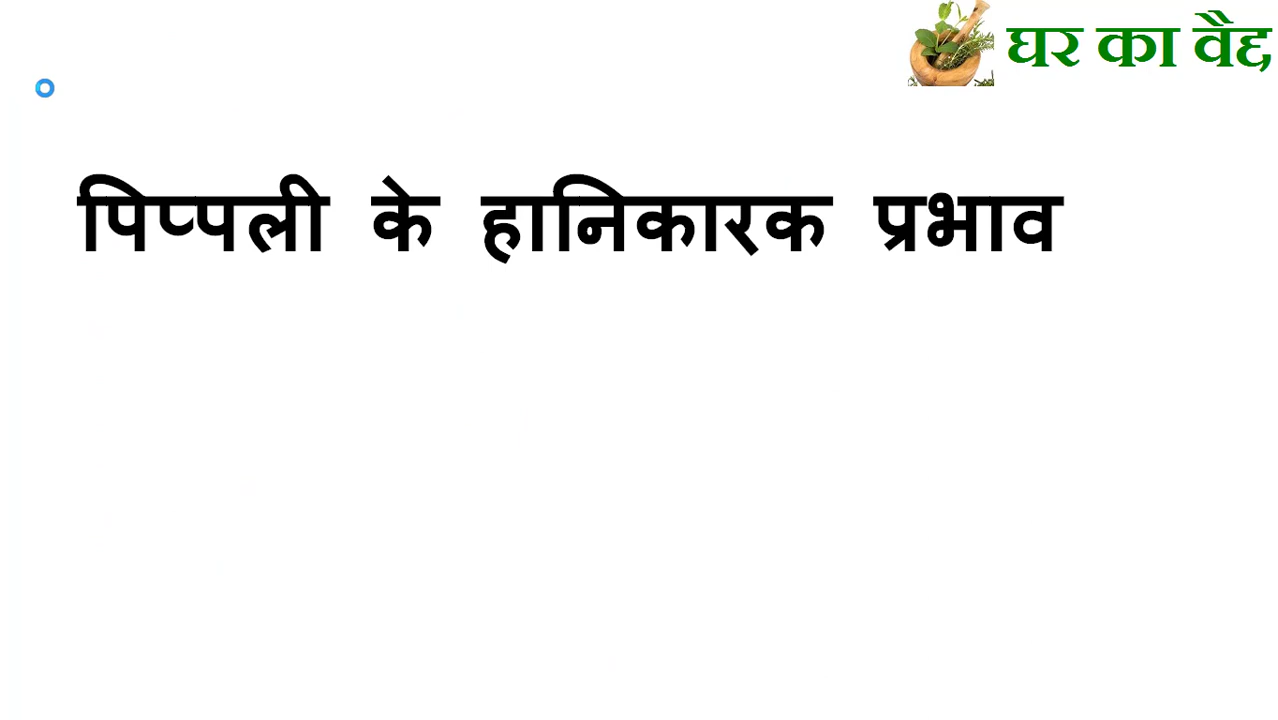 घर का वैद्द
पिप्पली के हानिकारक प्रभाव